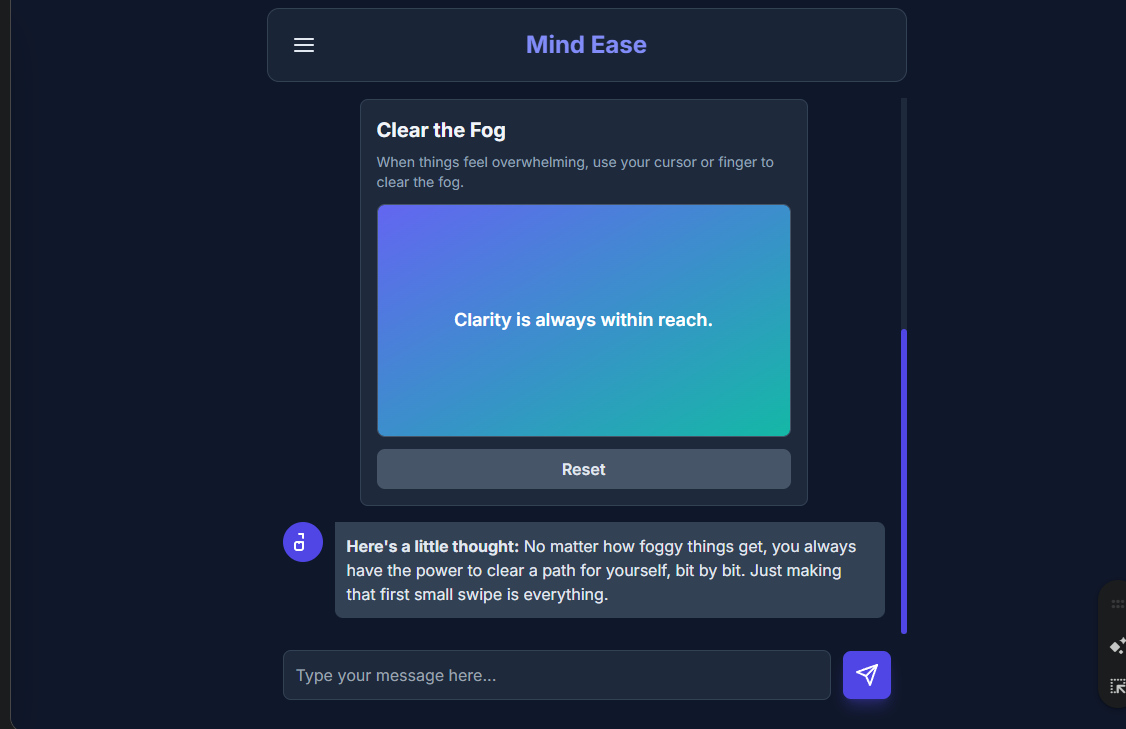 Mind Ease
Clear the Fog
When things feel overwhelming, use your cursor or finger to
clear the fog.
Clarity is always within reach.
Reset
Here's a little thought: No matter how foggy things get, you always
have the power to clear a path for yourself, bit by bit. Just making
that first small swipe is everything.
Type your message here...